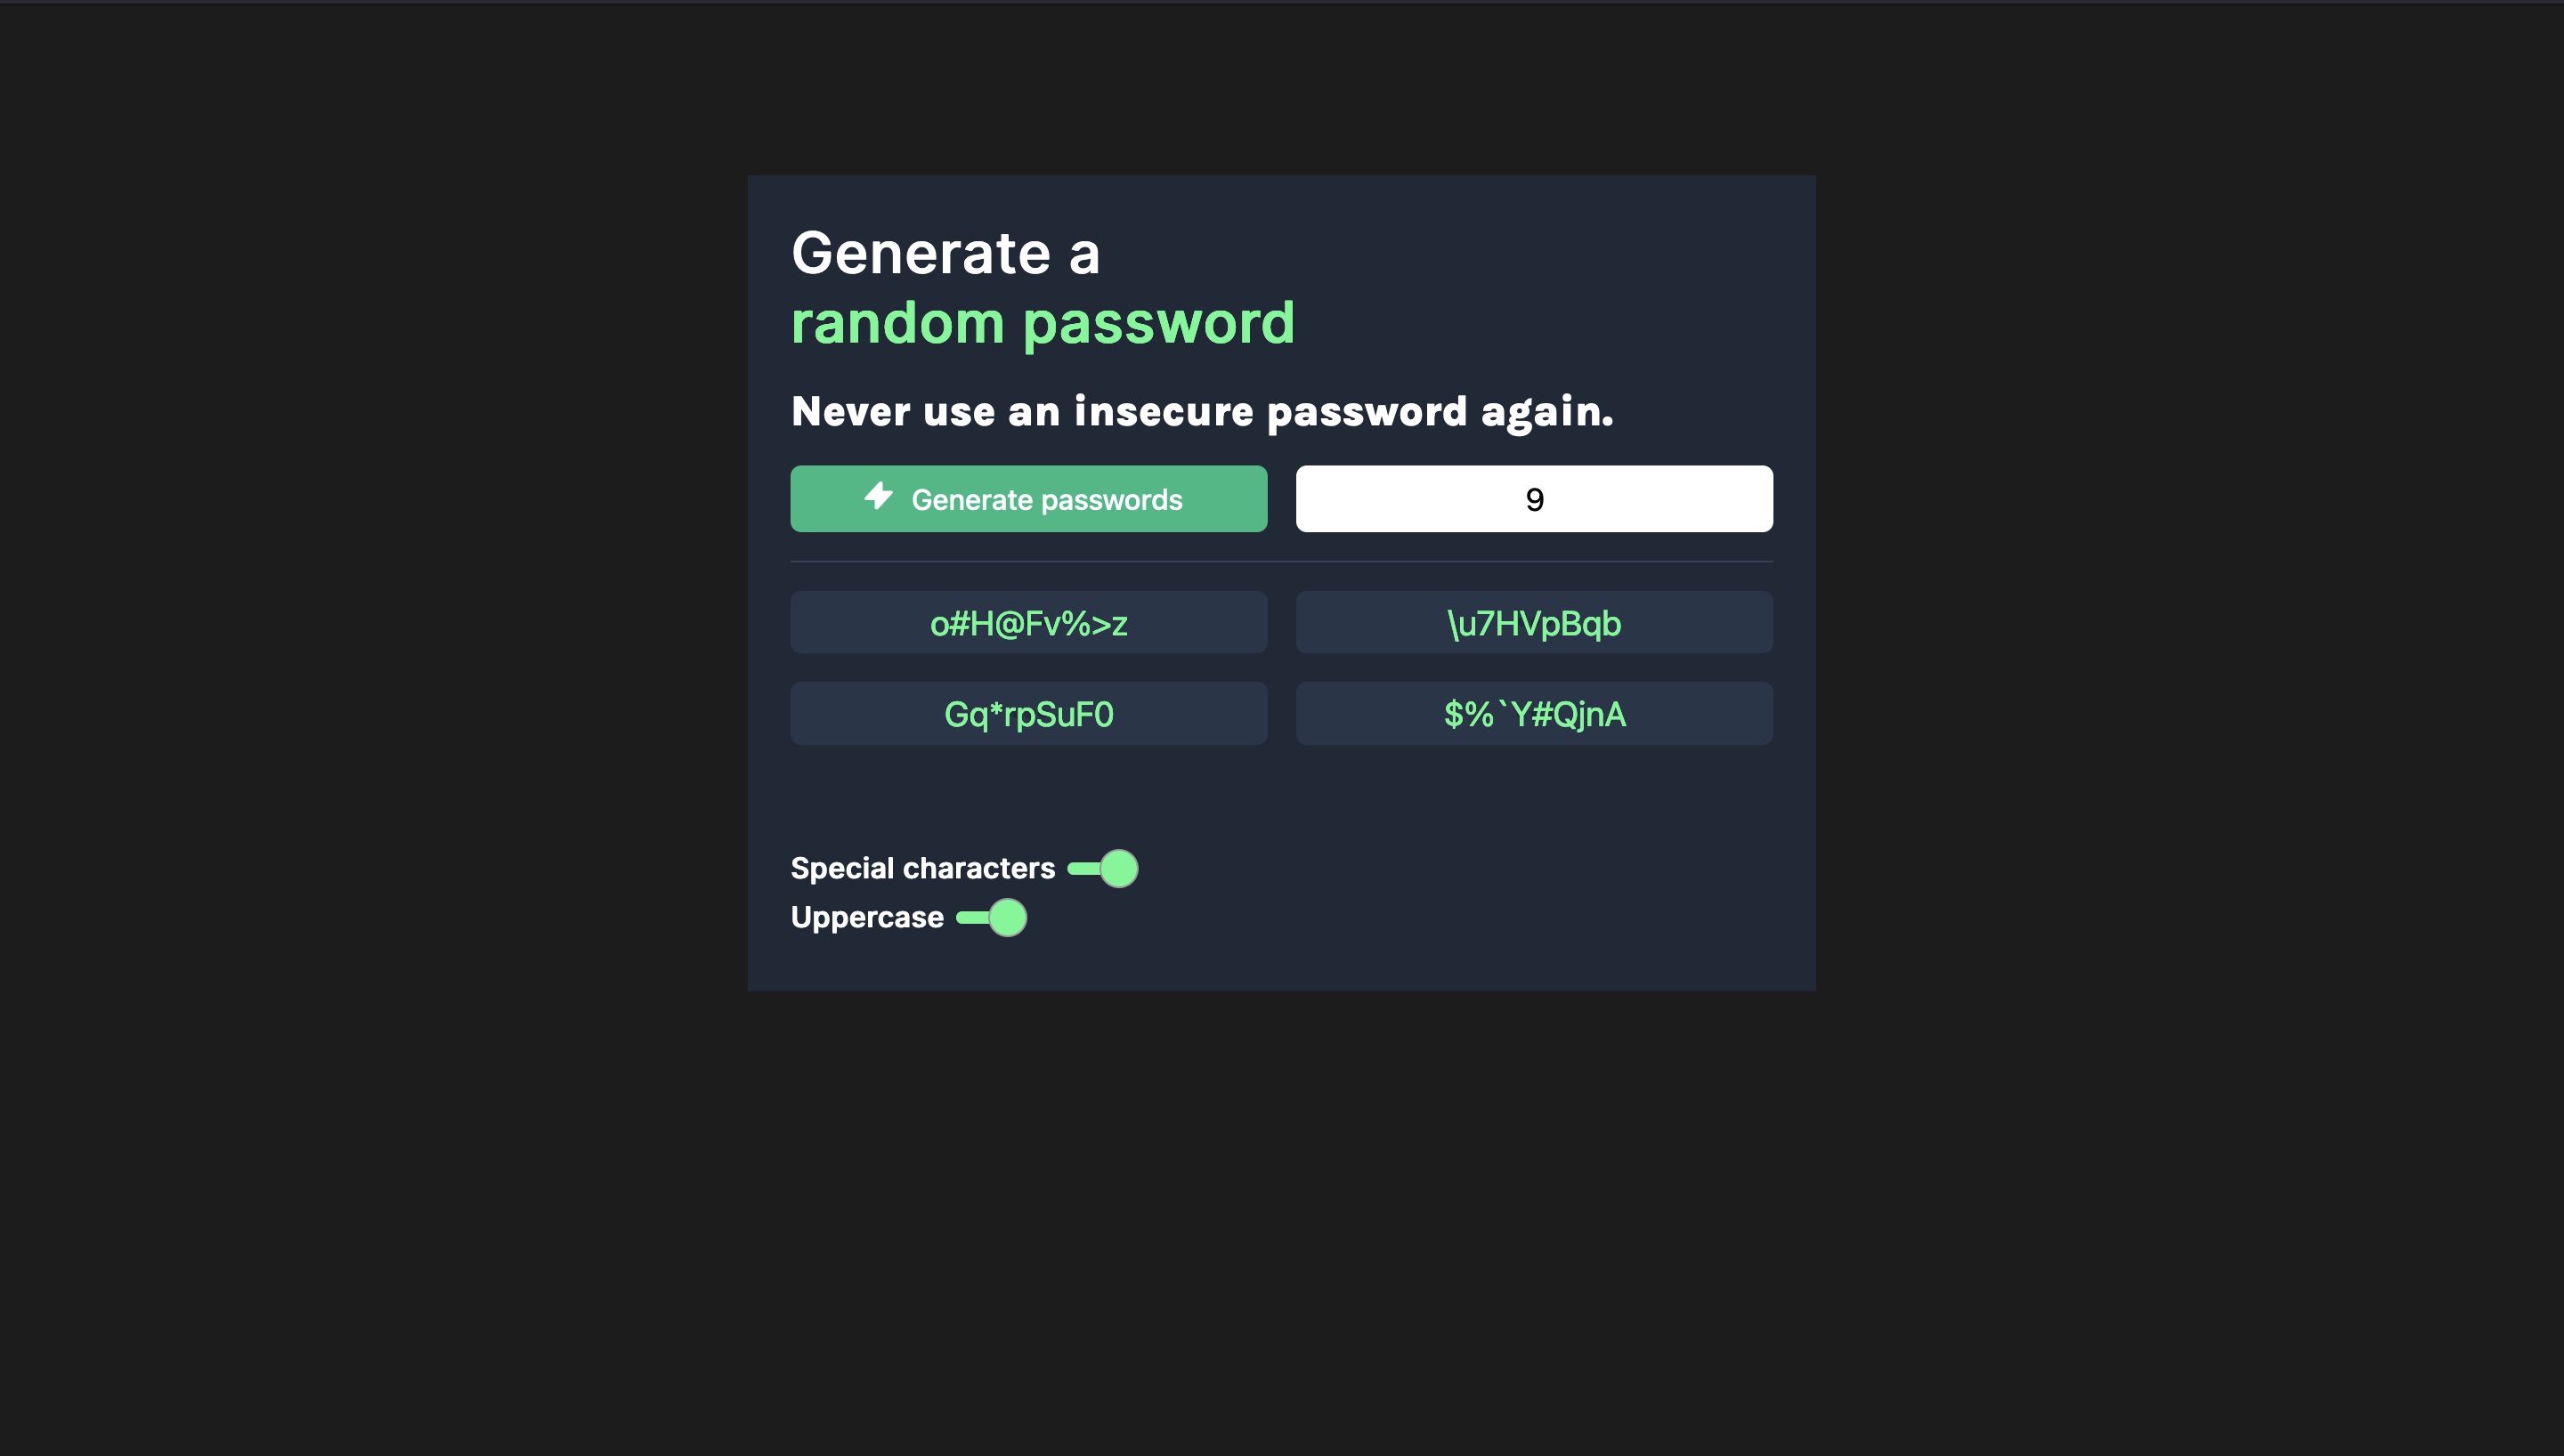 Generate a
random password
Never use an insecure password again.
Generate passwords
9
o#H@Fv%>z
\u7HVpBqb
Gq*rpSuF0
$%`Y#QjnA
Special characters
Uppercase